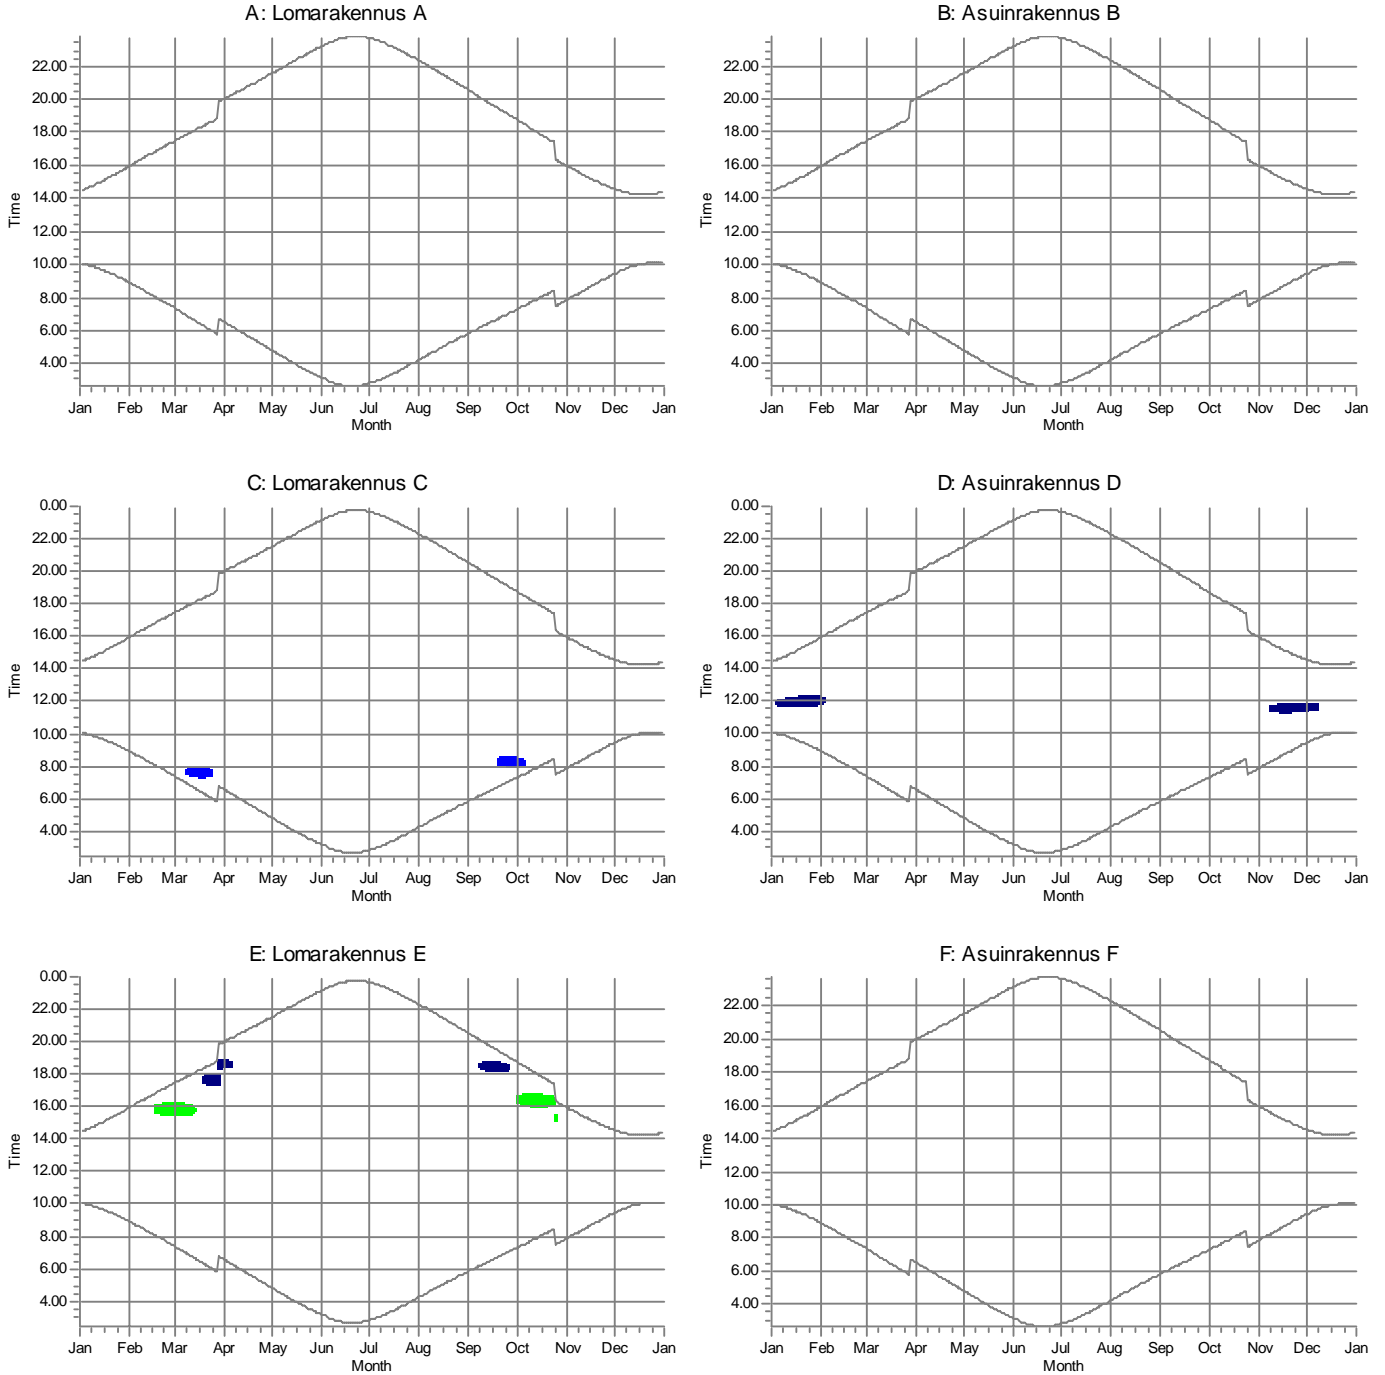 A: Lomarakennus A
22.00
20.00
18.00
16.00
14.00
12.00
10.00
8.00
6.00
4.00
Time
Jan Feb Mar Apr May Jun Jul Aug Sep Oct Nov Dec Jan
Month
B: Asuinrakennus B
22.00
20.00
18.00
16.00
14.00
12.00
10.00
8.00
6.00
4.00
Time
Jan Feb Mar Apr May Jun Jul Aug Sep Oct Nov Dec Jan
Month
C: Lomarakennus C
0.00
22.00
20.00
18.00
16.00
14.00
12.00
10.00
8.00
6.00
4.00
Time
Jan Feb Mar Apr May Jun Jul Aug Sep Oct Nov Dec Jan
Month
D: Asuinrakennus D
0.00
22.00
20.00
18.00
16.00
14.00
12.00
10.00
8.00
6.00
4.00
Time
Jan Feb Mar Apr May Jun Jul Aug Sep Oct Nov Dec Jan
Month
E: Lomarakennus E
0.00
22.00
20.00
18.00
16.00
14.00
12.00
10.00
8.00
6.00
4.00
Time
Jan Feb Mar Apr May Jun Jul Aug Sep Oct Nov Dec Jan
Month
F: Asuinrakennus F
22.00
20.00
18.00
16.00
14.00
12.00
10.00
8.00
6.00
4.00
Time
Jan Feb Mar Apr May Jun Jul Aug Sep Oct Nov Dec Jan
Month